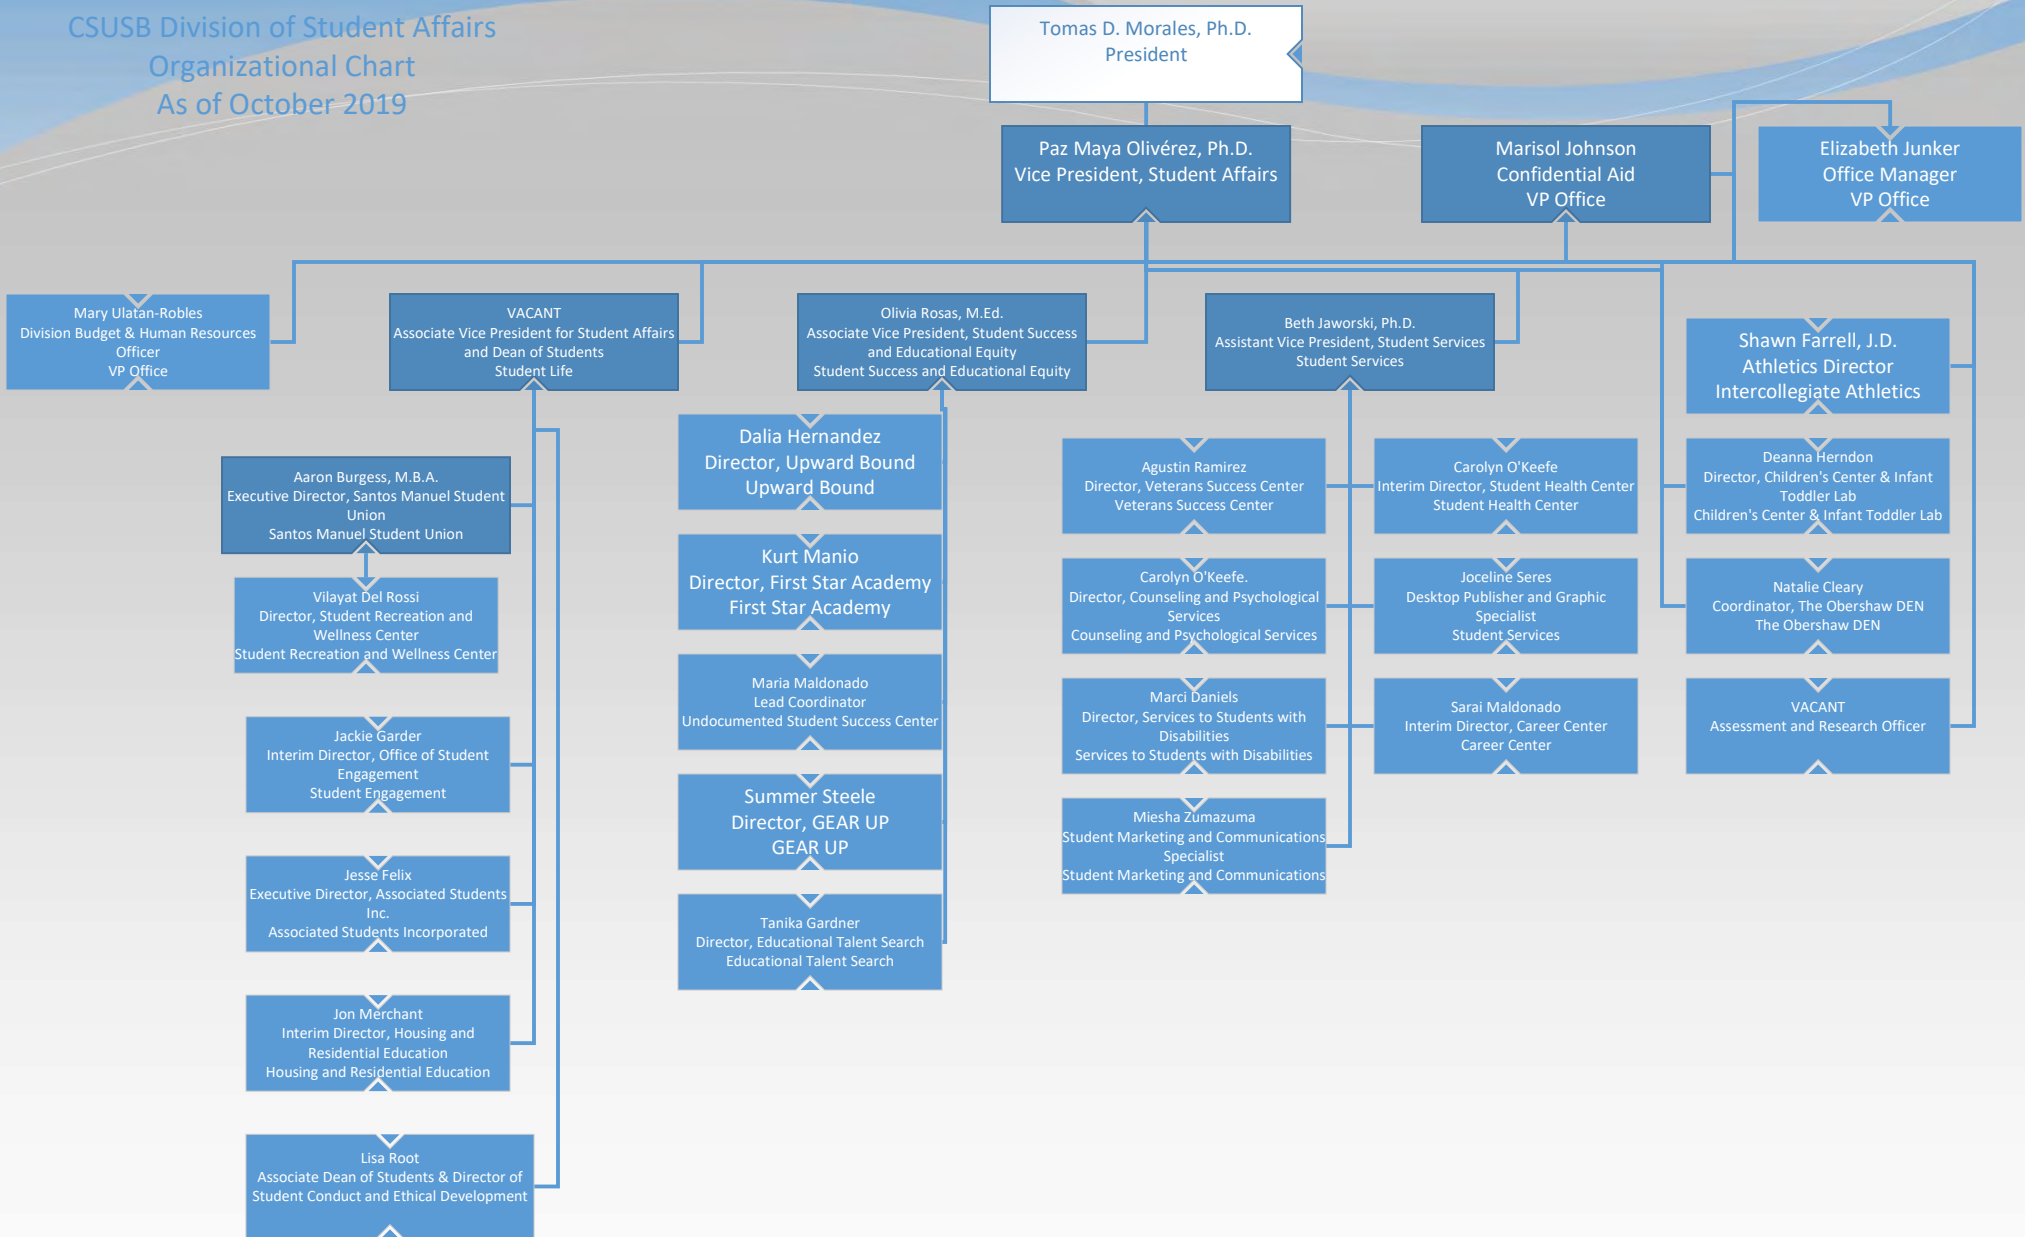 CSUSB Division of Student Affairs
Organizational Chart
As of October 2019
Tomas D. Morales, Ph.D.
President
Paz Maya Olivérez, Ph.D.
Vice President, Student Affairs
Marisol Johnson
Confidential Aid
VP Office
Elizabeth Junker
Office Manager
VP Office
Mary Ulatan-Robles
Division Budget & Human Resources
Officer
VP Office
VACANT
Associate Vice President for Student Affairs
and Dean of Students
Student Life
Olivia Rosas, M.Ed.
Associate Vice President, Student Success
and Educational Equity
Student Success and Educational Equity
Beth Jaworski, Ph.D.
Assistant Vice President, Student Services
Student Services
Shawn Farrell, J.D.
Athletics Director
Intercollegiate Athletics
Aaron Burgess, M.B.A.
Executive Director, Santos Manuel Student
Union
Santos Manuel Student Union
Vilayat Del Rossi
Director, Student Recreation and
Wellness Center
Student Recreation and Wellness Center
Jackie Garder
Interim Director, Office of Student
Engagement
Student Engagement
Jesse Felix
Executive Director, Associated Students
Inc.
Associated Students Incorporated
Jon Merchant
Interim Director, Housing and
Residential Education
Housing and Residential Education
Lisa Root
Associate Dean of Students & Director of
Student Conduct and Ethical Development
Dalia Hernandez
Director, Upward Bound
Upward Bound
Kurt Manio
Director, First Star Academy
First Star Academy
Maria Maldonado
Lead Coordinator
Undocumented Student Success Center
Summer Steele
Director, GEAR UP
GEAR UP
Tanika Gardner
Director, Educational Talent Search
Educational Talent Search
Agustin Ramirez
Director, Veterans Success Center
Veterans Success Center
Carolyn O'Keefe
Interim Director, Student Health Center
Student Health Center
Carolyn O'Keefe.
Director, Counseling and Psychological
Services
Counseling and Psychological Services
Joceline Seres
Desktop Publisher and Graphic
Specialist
Student Services
Marci Daniels
Director, Services to Students with
Disabilities
Services to Students with Disabilities
Sarai Maldonado
Interim Director, Career Center
Career Center
Miesha Zumazuma
Student Marketing and Communications
Specialist
Student Marketing and Communications
Deanna Herndon
Director, Children's Center & Infant
Toddler Lab
Children's Center & Infant Toddler Lab
Natalie Cleary
Coordinator, The Obershaw DEN
The Obershaw DEN
VACANT
Assessment and Research Officer